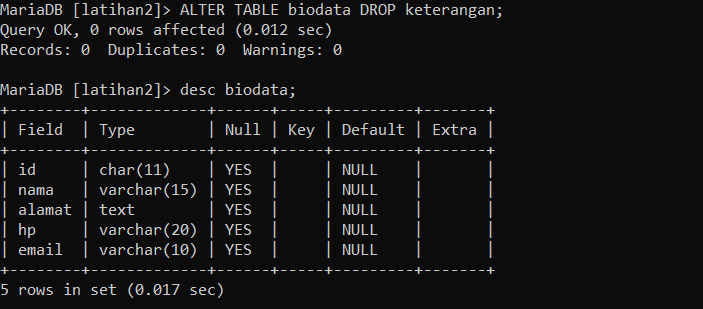 MariaDB [latihan2]> ALTER TABLE biodata DROP keterangan;
Query OK, 0 rows affected (0.012 sec)
Records: 0  Duplicates: 0  Warnings: 0

MariaDB [latihan2]> desc biodata;
+--------+-------------+------+-----+---------+-------+
| Field  | Type        | Null | Key | Default | Extra |
+--------+-------------+------+-----+---------+-------+
| id     | char(11)    | YES  |     | NULL    |       |
| nama   | varchar(15) | YES  |     | NULL    |       |
| alamat | text        | YES  |     | NULL    |       |
| hp     | varchar(20) | YES  |     | NULL    |       |
| email  | varchar(10) | YES  |     | NULL    |       |
+--------+-------------+------+-----+---------+-------+
5 rows in set (0.017 sec)